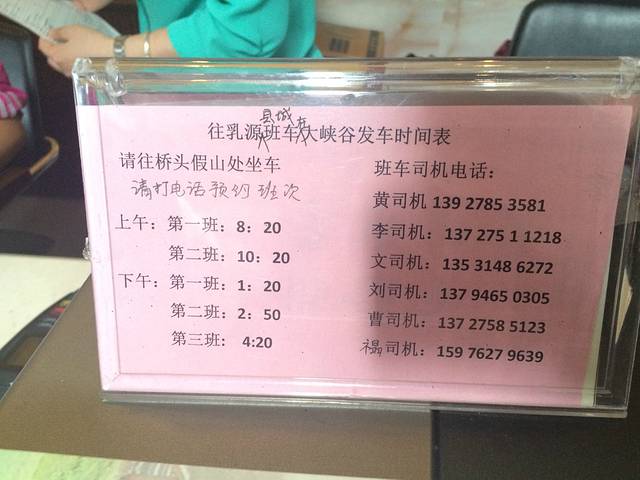 往乳源县城班车大峡谷发车时间表
请往桥头假山处坐车
请打电话预约班次
上午：第一班：8：20
第二班：10：20
下午：第一班：1：20
第二班：2：50
第三班：4:20
班车司机电话：
黄司机 139 2785 3581
李司机：137 275 1 1218
文司机：135 3148 6272
刘司机：137 9465 0305
曹司机：137 2758 5123
司机：159 7627 9639